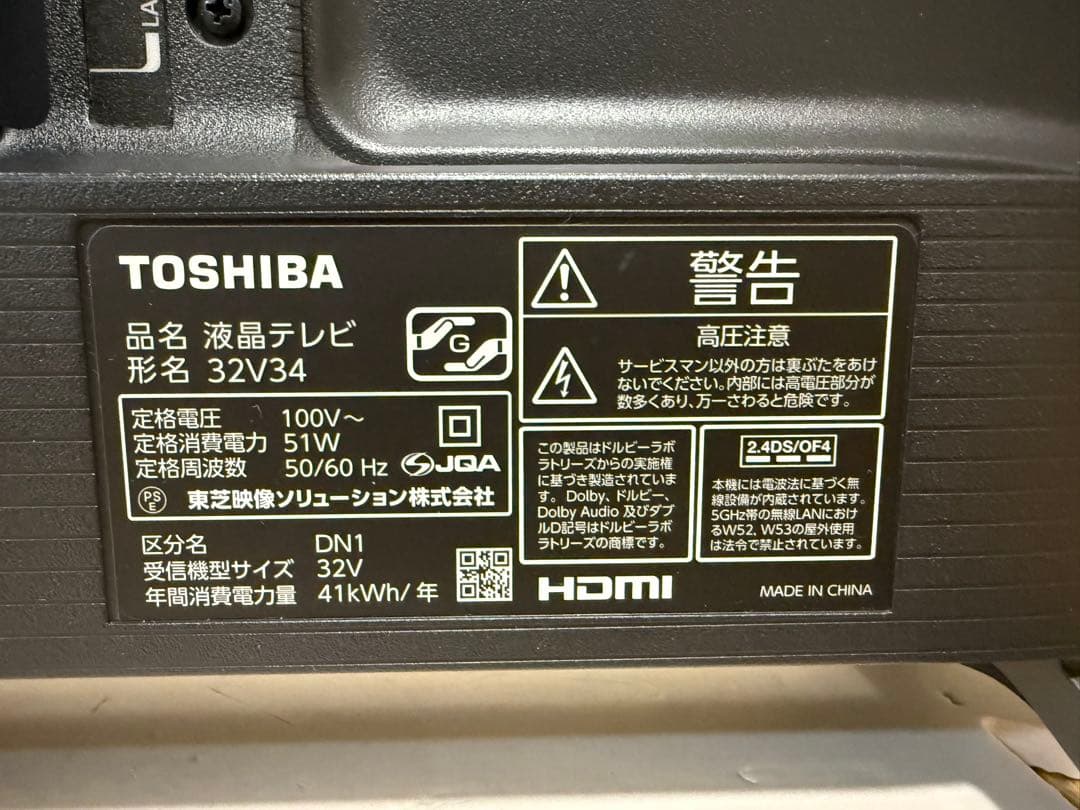 LA
TOSHIBA
品名 液晶テレビ
形名 32V34
G
定格電圧 100V～
定格消費電力 51W
定格周波数 50/60 Hz
JQA
PS
E
東芝映像ソリューション株式会社
区分名 DN1
受信機型サイズ 32V
年間消費電力量 41kWh/年
警告
高圧注意
サービスマン以外の方は裏ぶたをあけ
ないでください。内部には高電圧部分が
数多くあり、万一さわると危険です。
この製品はドルビーラボ
ラトリーズからの実施権
に基づき製造されていま
す。Dolby、ドルビー、
Dolby Audio 及びダブ
ルD記号はドルビーラボ
ラトリーズの商標です。
2.4DS/OF4
本機には電波法に基づく無
線設備が内蔵されています。
5GHz帯の無線LANにおけ
るW52、W53の屋外使用
は法令で禁止されています。
HDMI
MADE IN CHINA